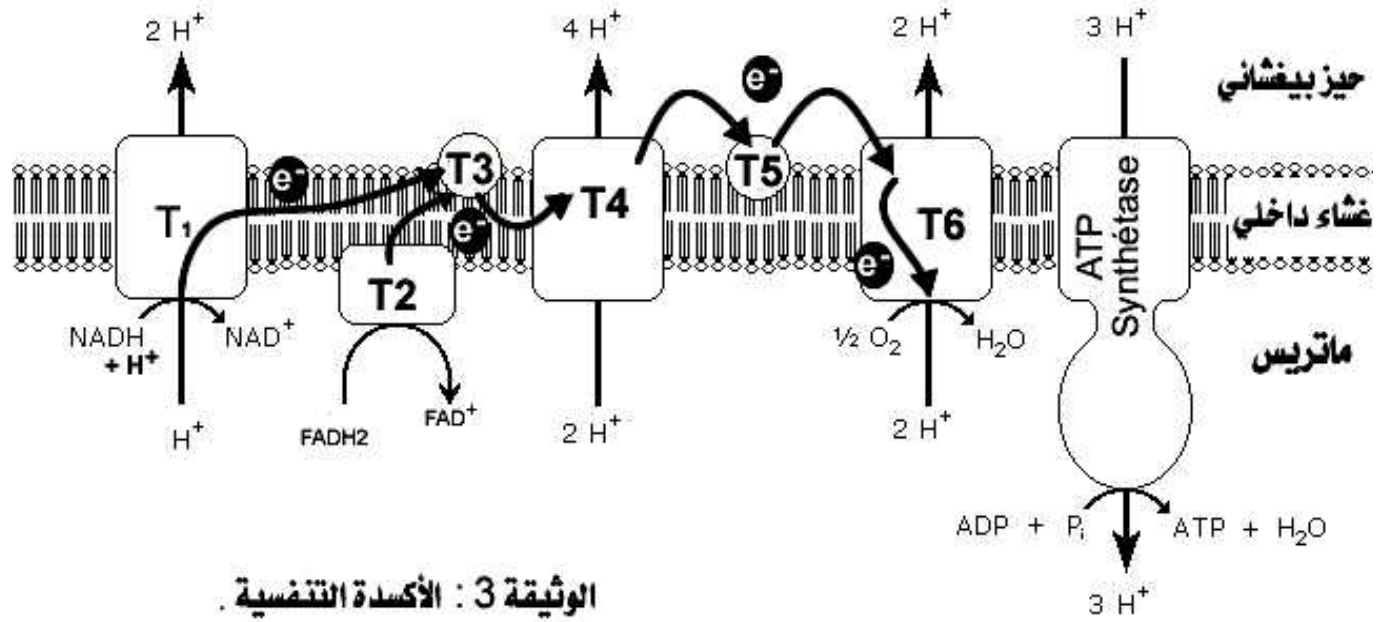 2 H⁺ 4 H⁺ 2 H⁺ 3 H⁺
حيز بيغشاني
e⁻
e⁻ T3 T5
T₁ e⁻ T4 T6 غشاء داخلي
T2 e⁻ ATP Synthétase
NADH + H⁺ NAD⁺ ½ O₂ H₂O
ماتريس
FADH2 FAD⁺
H⁺ 2 H⁺ 2 H⁺
ADP + Pᵢ ATP + H₂O
3 H⁺
الوثيقة 3 : الأكسدة التنفسية .